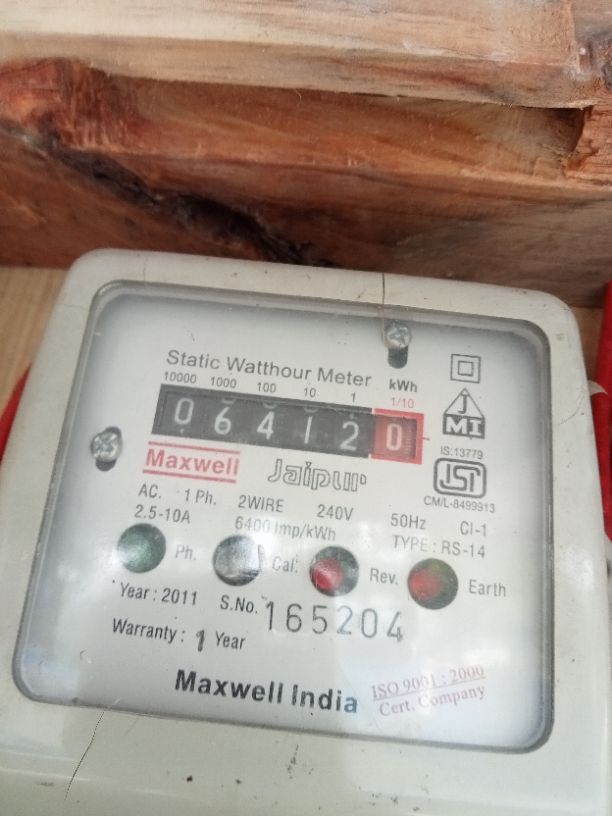 Static Watthour Meter kWh
10000 1000 100 10 1 1/10
064120
Maxwell Jaipur
JMI
IS:13779
ISI
CM/L-8499913
AC. 1 Ph. 2WIRE 240V 50Hz Cl-1
2.5-10A 6400 Imp/kWh TYPE : RS-14
Ph. Cal. Rev. Earth
Year : 2011 S.No. 165204
Warranty : 1 Year
Maxwell India
ISO 9001 : 2000
Cert. Company